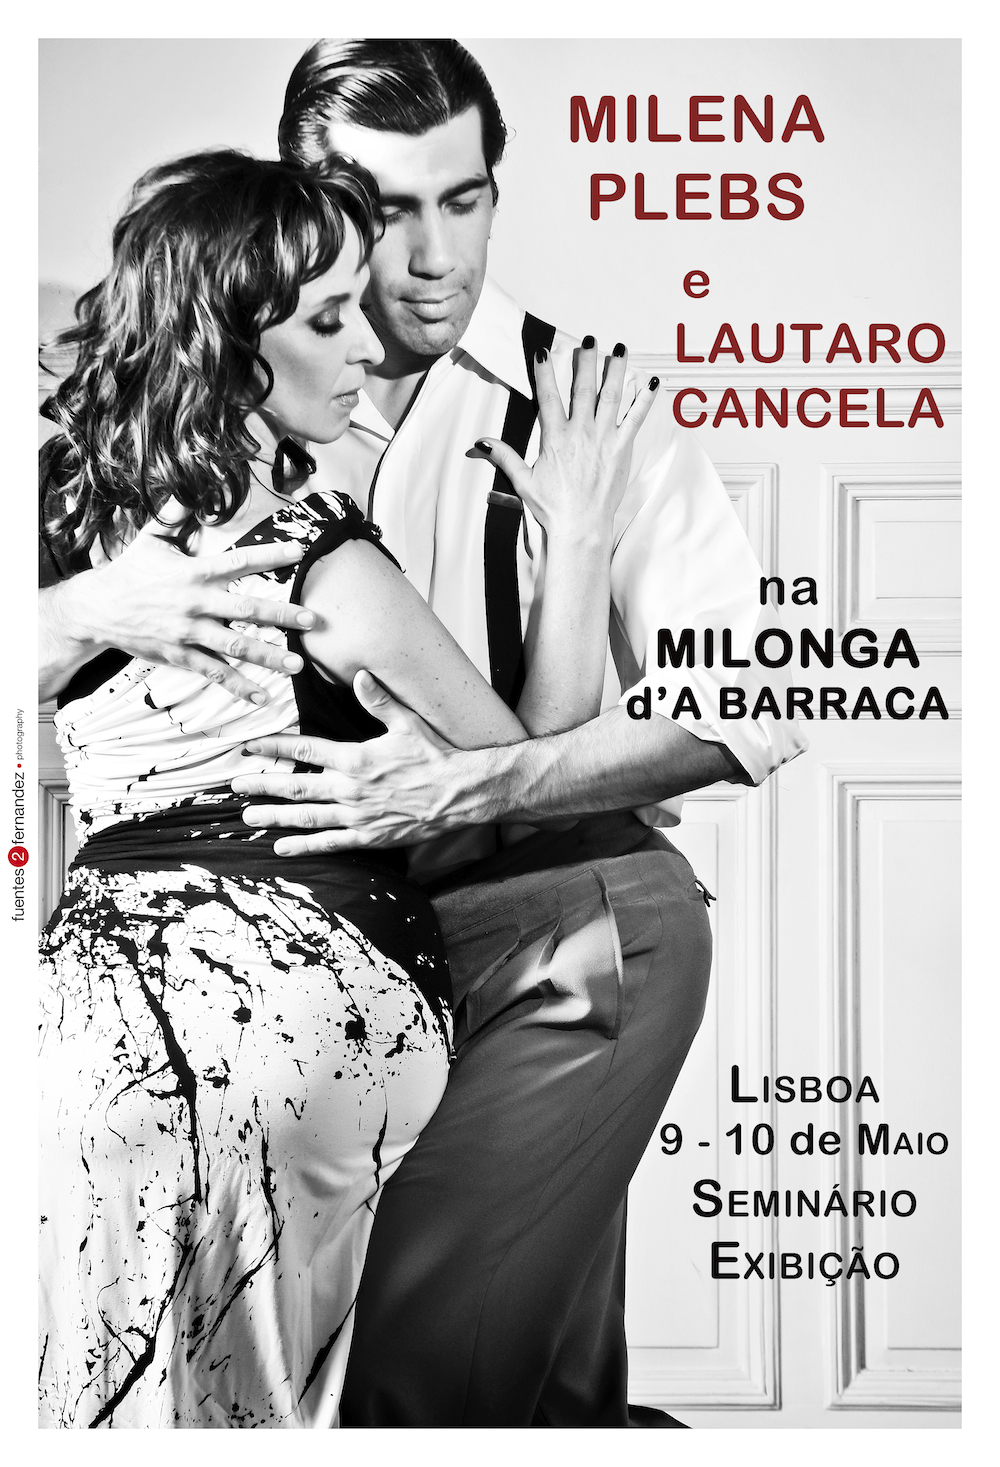 MILENA
PLEBS
e
LAUTARO
CANCELA
na
MILONGA
d'A BARRACA
LISBOA
9 - 10 de MAIO
SEMINÁRIO
EXIBIÇÃO
fuentes2fernandez • photography